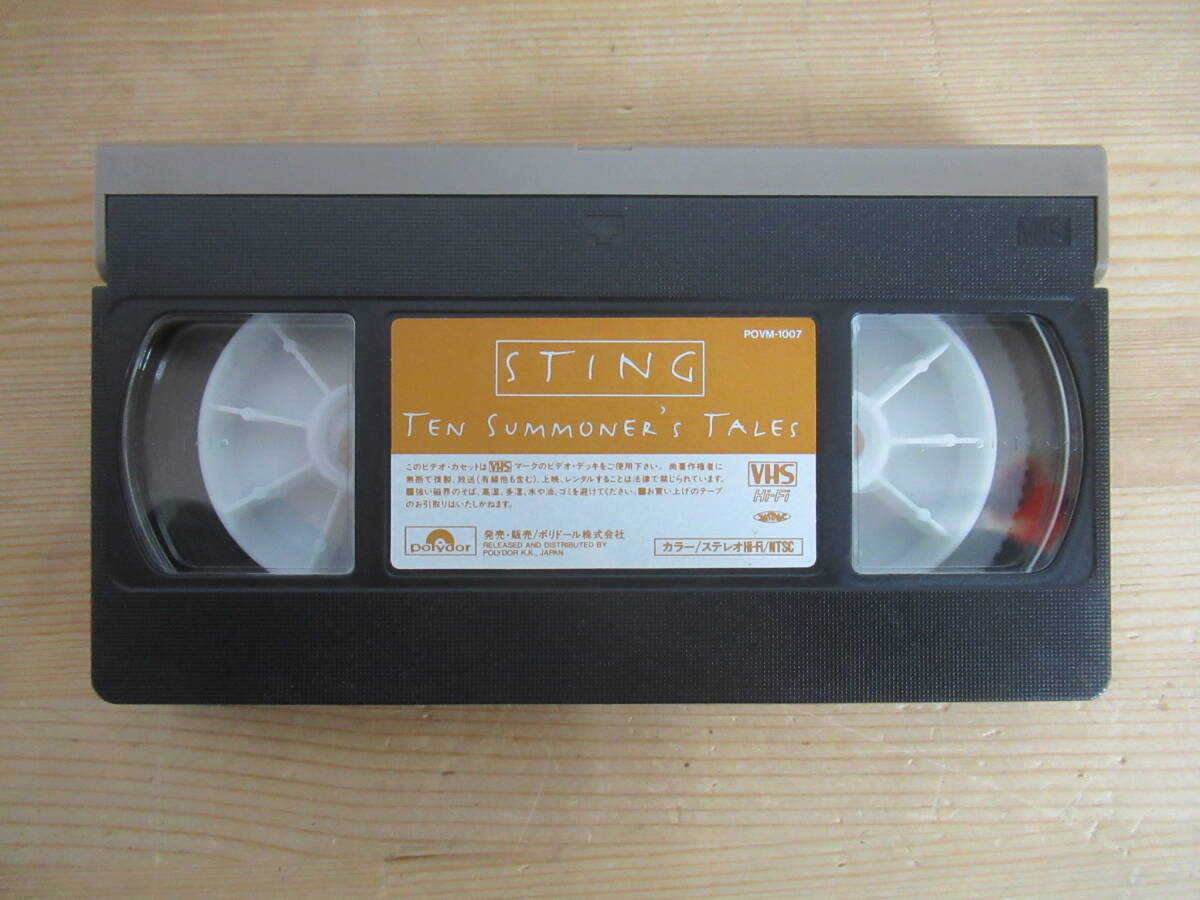 VHS
POVM-1007
STING
TEN SUMMONER'S TALES
このビデオ・カセットは VHS マークのビデオ・デッキをご使用下さい。尚著作権者に
無断で複製、放送(有線他も含む)、上映、レンタルすることは法律で禁じられています。
■強い磁界のそば、高温、多湿、水や油、ゴミを避けてください。■お買い上げのテープ
のお引取りはいたしかねます。
VHS
Hi-Fi
polydor
発売・販売/ポリドール株式会社
RELEASED AND DISTRIBUTED BY
POLYDOR K.K., JAPAN
カラー/ステレオHi-Fi/NTSC